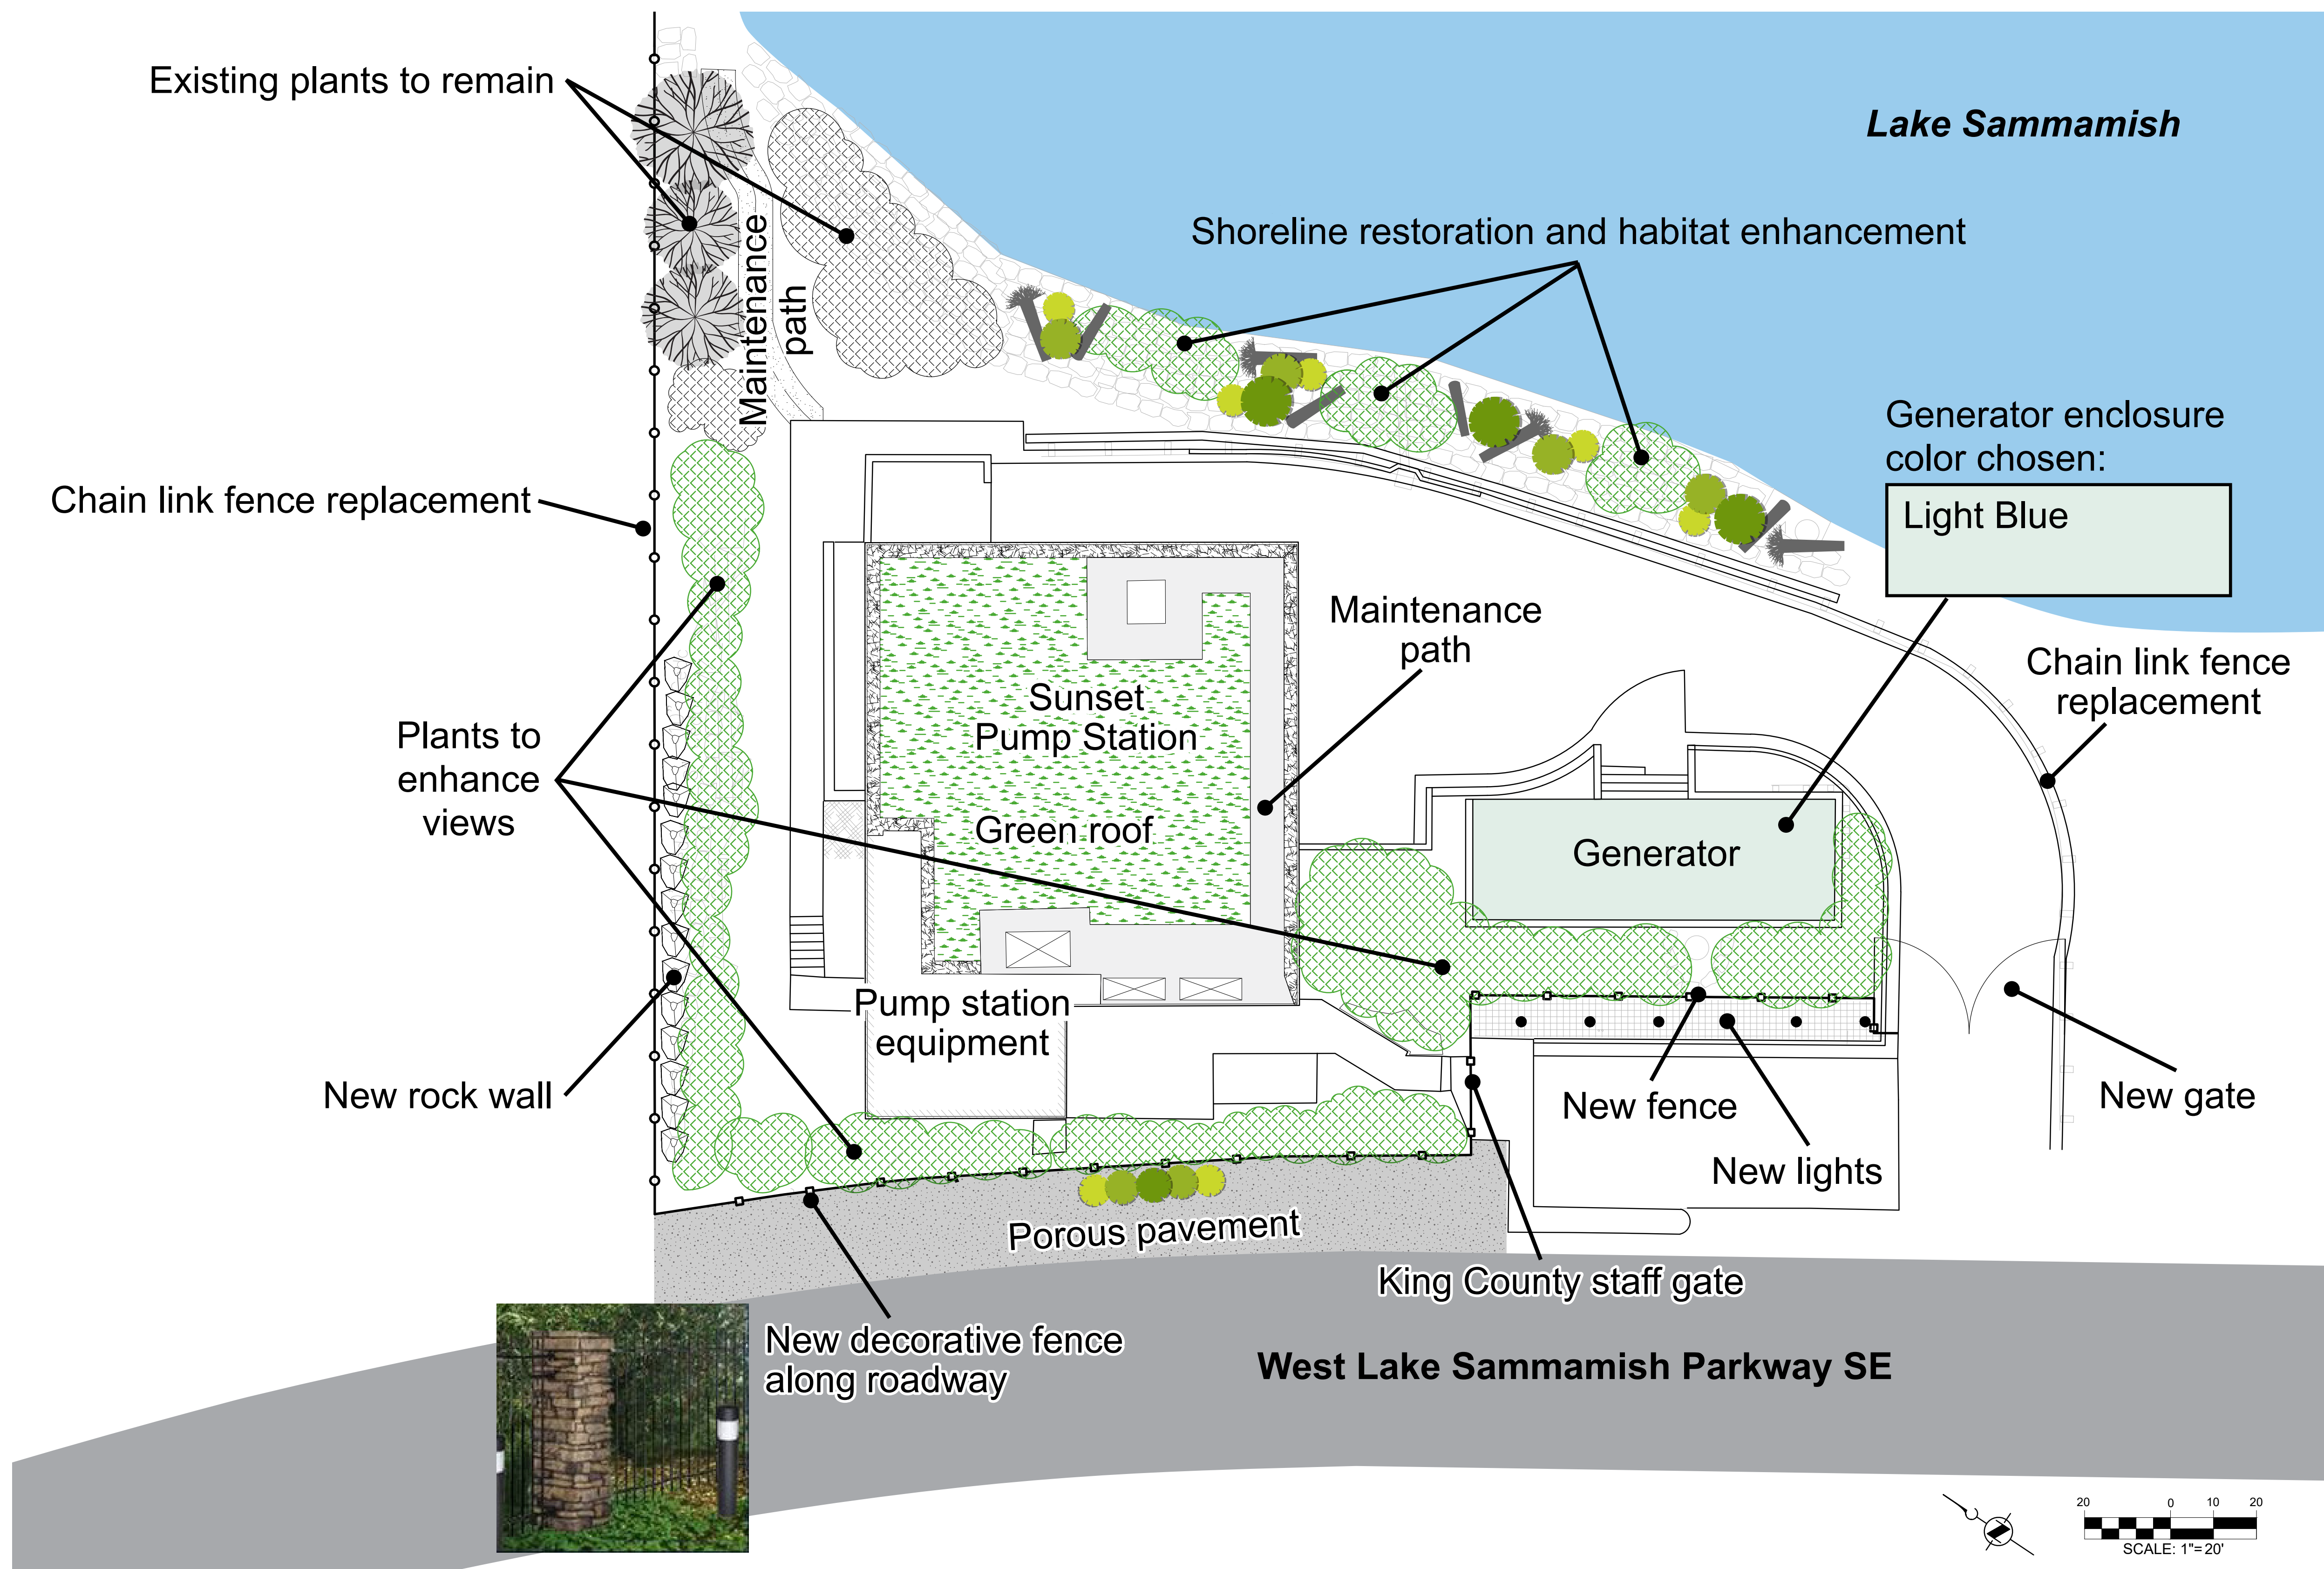 Existing plants to remain
Lake Sammamish
Shoreline restoration and habitat enhancement
Maintenance
path
Generator enclosure
color chosen:
Light Blue
Chain link fence replacement
Maintenance
path
Chain link fence
replacement
Sunset
Pump Station
Green roof
Plants to
enhance
views
Generator
Pump station
equipment
New rock wall
New fence
New gate
New lights
Porous pavement
King County staff gate
New decorative fence
along roadway
West Lake Sammamish Parkway SE
20 0 10 20
SCALE: 1"=20'